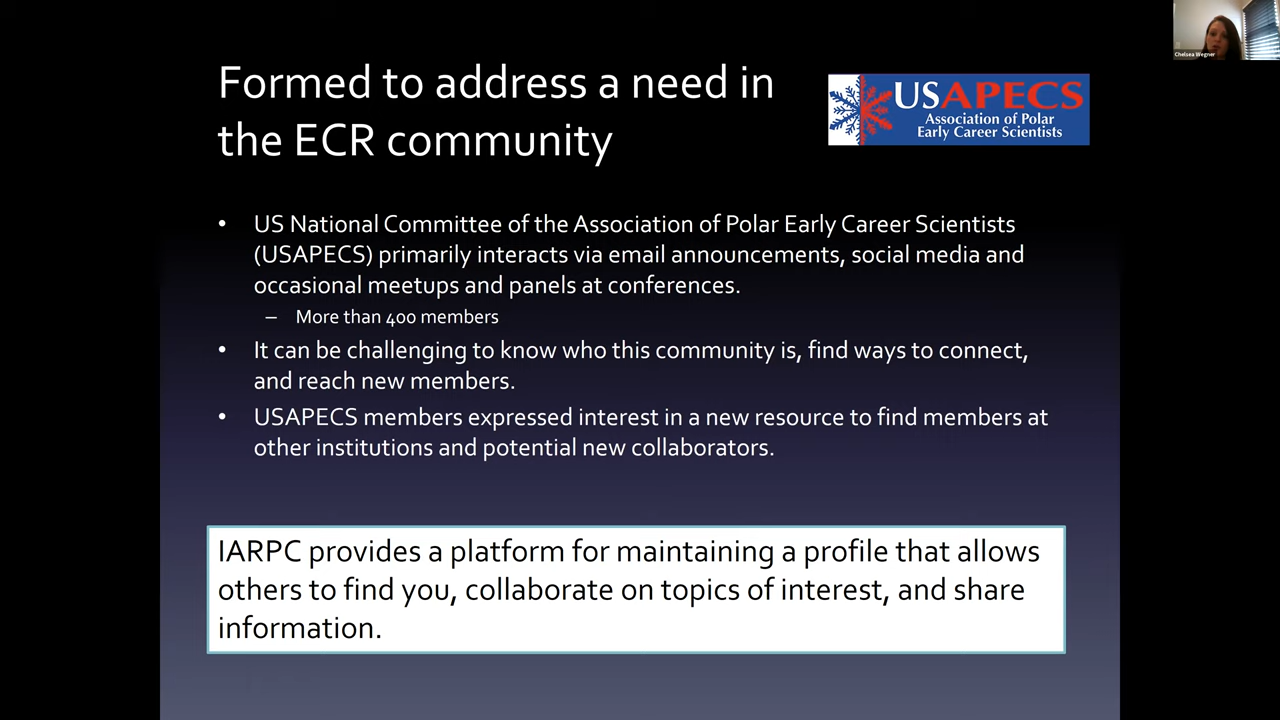 Formed to address a need in
the ECR community
USAPECS
Association of Polar
Early Career Scientists
Chelsea Wegner
• US National Committee of the Association of Polar Early Career Scientists
(USAPECS) primarily interacts via email announcements, social media and
occasional meetups and panels at conferences.
– More than 400 members
• It can be challenging to know who this community is, find ways to connect,
and reach new members.
• USAPECS members expressed interest in a new resource to find members at
other institutions and potential new collaborators.
IARPC provides a platform for maintaining a profile that allows
others to find you, collaborate on topics of interest, and share
information.